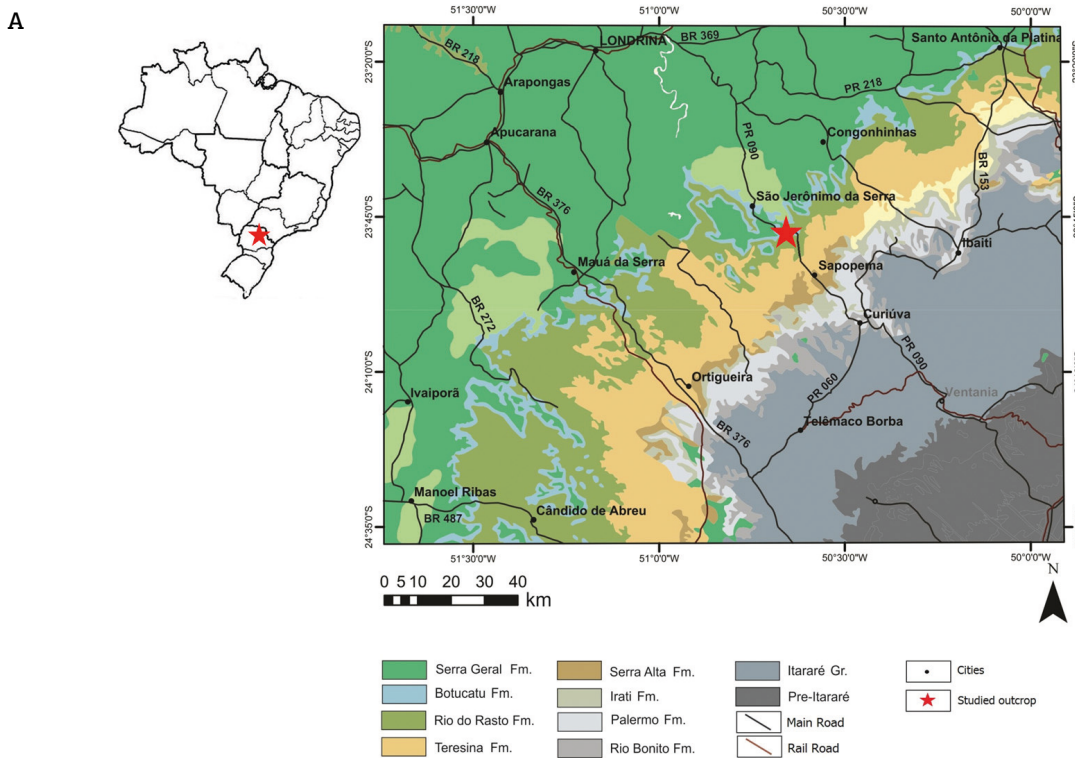 A
51°30'0"W
51°0'0"W
50°30'0"W
50°0'0"W
23°20'0"S
23°45'0"S
24°10'0"S
24°35'0"S
BR 218
LONDRINA
BR 369
Santo Antônio da Platina
Arapongas
PR 218
Apucarana
PR 090
Congonhinhas
BR 153
BR 376
São Jerônimo da Serra
Ibaiti
Mauá da Serra
Sapopema
BR 272
Curiúva
PR 090
Ortigueira
PR 060
Ventania
Ivaiporã
BR 376
Telêmaco Borba
Manoel Ribas
BR 487
Cândido de Abreu
51°30'0"W
51°0'0"W
50°30'0"W
50°0'0"W
N
0 5 10 20 30 40
km
Serra Geral Fm.
Botucatu Fm.
Rio do Rasto Fm.
Teresina Fm.
Serra Alta Fm.
Irati Fm.
Palermo Fm.
Rio Bonito Fm.
Itararé Gr.
Pre-Itararé
Main Road
Rail Road
Cities
Studied outcrop